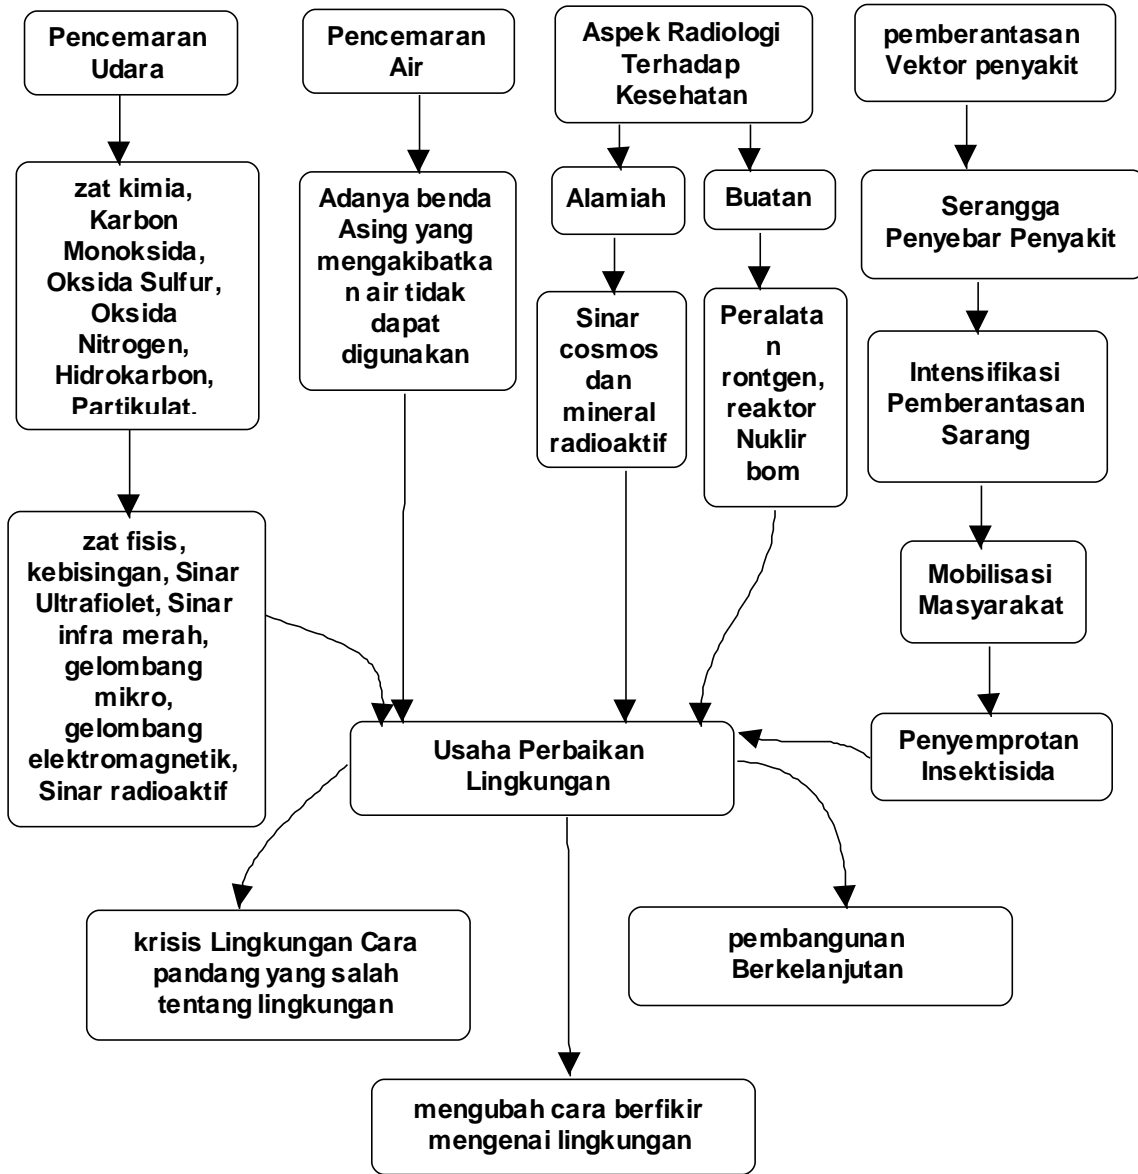 Pencemaran
Udara
Pencemaran
Air
Aspek Radiologi
Terhadap
Kesehatan
pemberantasan
Vektor penyakit
zat kimia,
Karbon
Monoksida,
Oksida Sulfur,
Oksida
Nitrogen,
Hidrokarbon,
Partikulat.
Adanya benda
Asing yang
mengakibatka
n air tidak
dapat
digunakan
Alamiah
Buatan
Serangga
Penyebar Penyakit
Sinar
cosmos
dan
mineral
radioaktif
Peralata
n
rontgen,
reaktor
Nuklir
bom
Intensifikasi
Pemberantasan
Sarang
zat fisis,
kebisingan, Sinar
Ultrafiolet, Sinar
infra merah,
gelombang
mikro,
gelombang
elektromagnetik,
Sinar radioaktif
Mobilisasi
Masyarakat
Usaha Perbaikan
Lingkungan
Penyemprotan
Insektisida
krisis Lingkungan Cara
pandang yang salah
tentang lingkungan
pembangunan
Berkelanjutan
mengubah cara berfikir
mengenai lingkungan